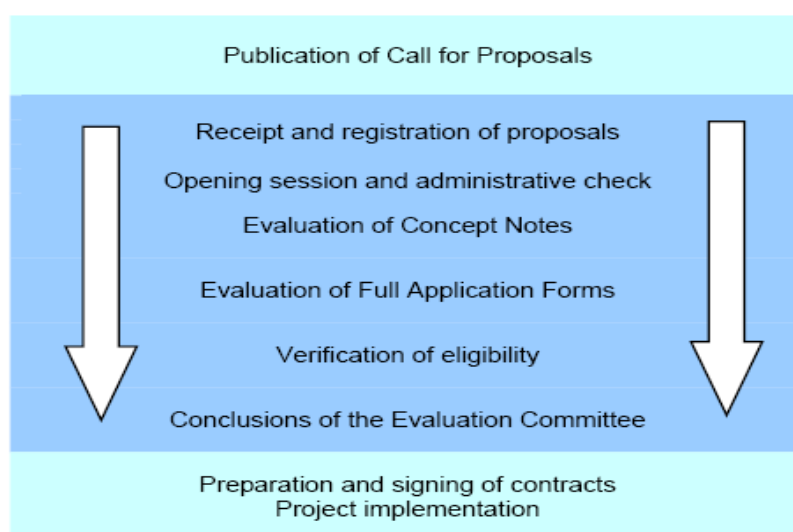 Publication of Call for Proposals
Receipt and registration of proposals
Opening session and administrative check
Evaluation of Concept Notes
Evaluation of Full Application Forms
Verification of eligibility
Conclusions of the Evaluation Committee
Preparation and signing of contracts
Project implementation